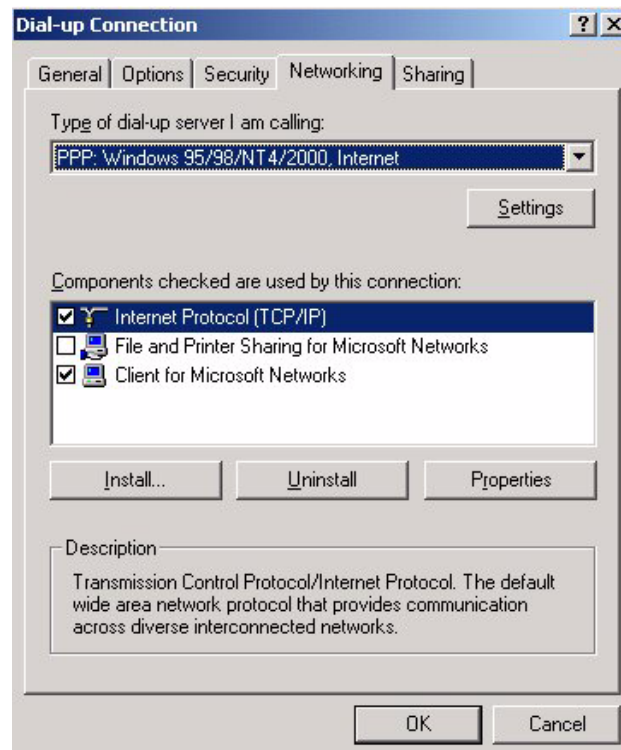 Dial-up Connection
General Options Security Networking Sharing
Type of dial-up server I am calling:
PPP: Windows 95/98/NT4/2000, Internet
Settings
Components checked are used by this connection:
Internet Protocol (TCP/IP)
File and Printer Sharing for Microsoft Networks
Client for Microsoft Networks
Install... Uninstall Properties
Description
Transmission Control Protocol/Internet Protocol. The default
wide area network protocol that provides communication
across diverse interconnected networks.
OK Cancel